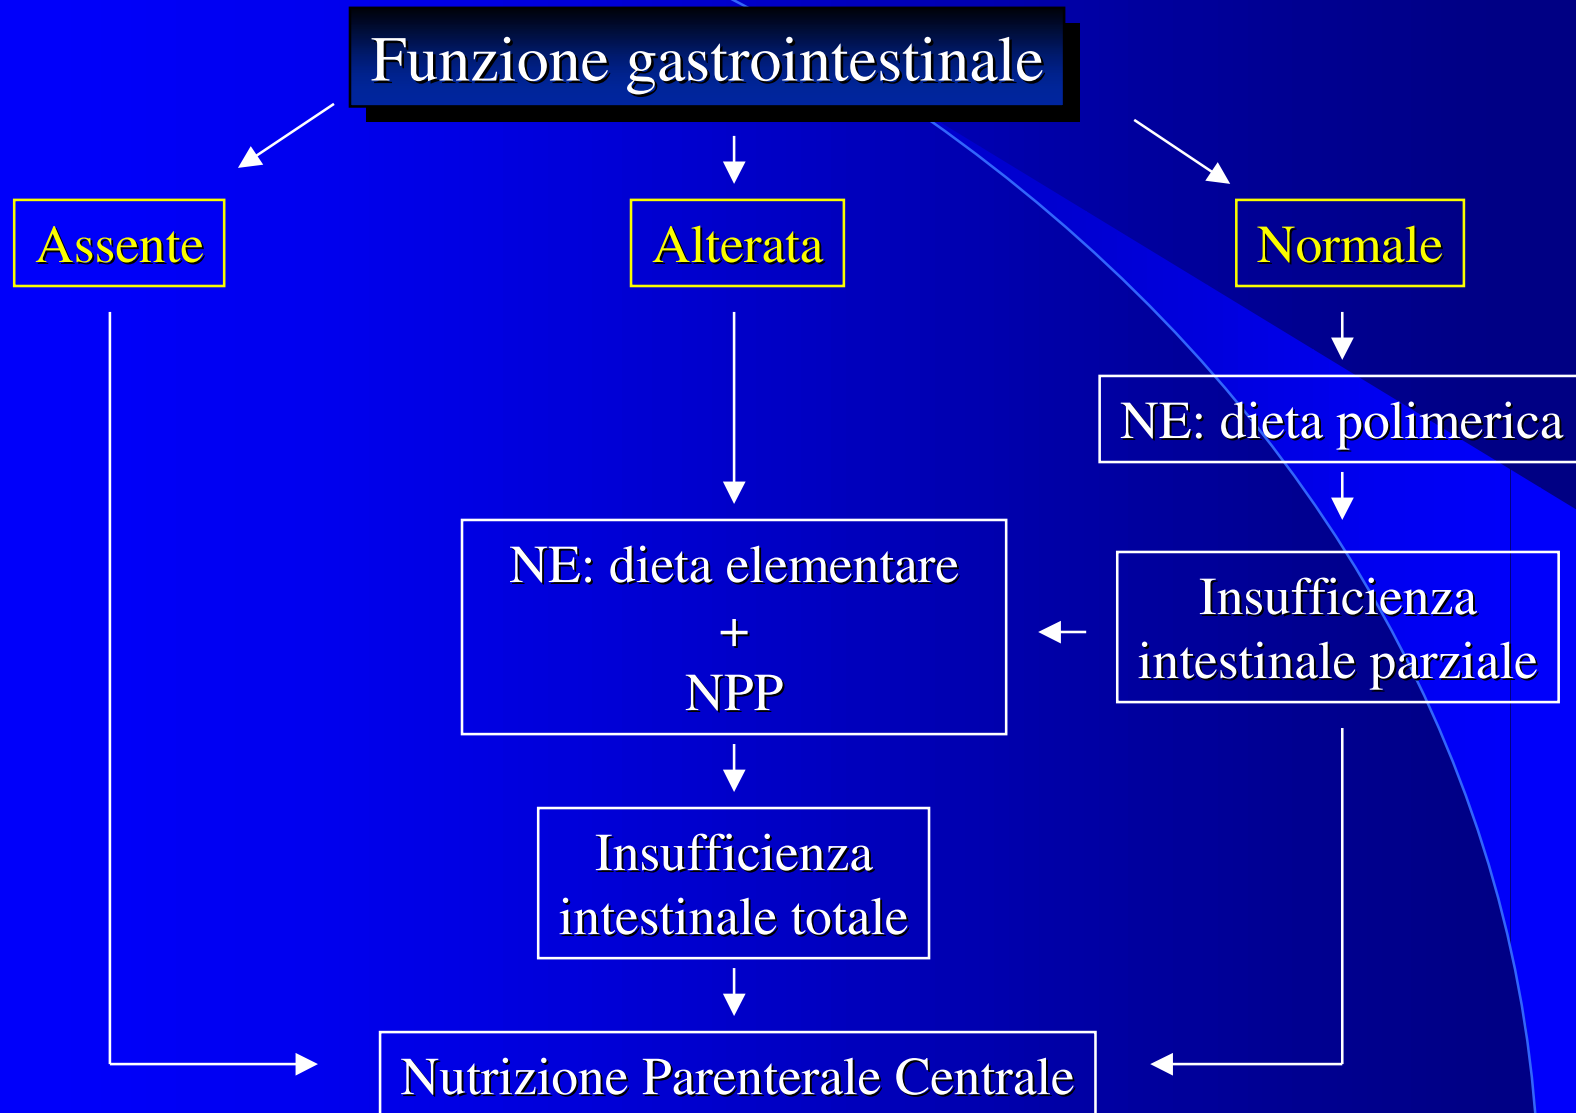 Funzione gastrointestinale
Assente
Alterata
Normale
NE: dieta polimerica
NE: dieta elementare
+
NPP
Insufficienza
intestinale parziale
Insufficienza
intestinale totale
Nutrizione Parenterale Centrale